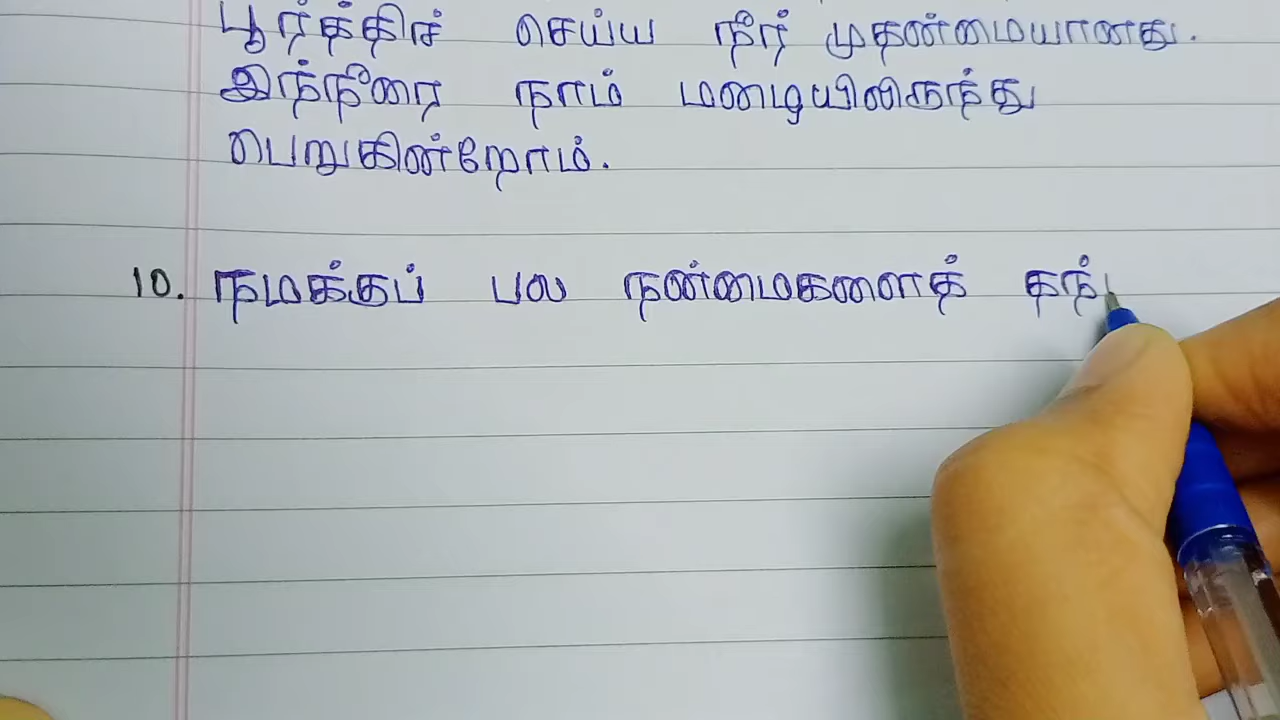 பூர்த்திச் செய்ய நீர் முதன்மையானது.
இந்நீரை நாம் மழையிலிருந்து
பெறுகின்றோம்.
10. நமக்குப் பல நன்மைகளைத் தந்